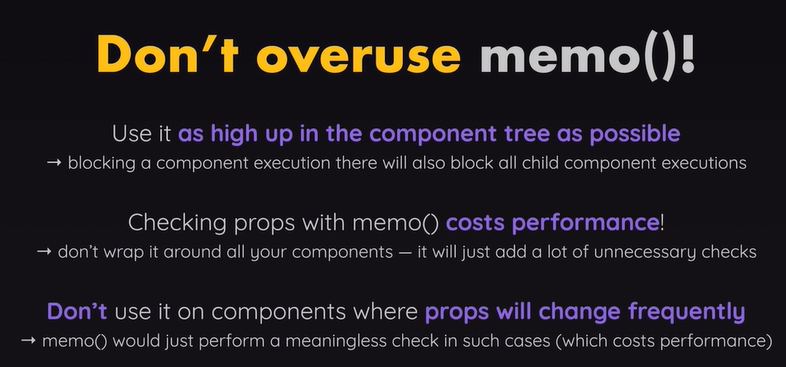 Don't overuse memo()!
Use it as high up in the component tree as possible
→ blocking a component execution there will also block all child component executions
Checking props with memo() costs performance!
→ don't wrap it around all your components — it will just add a lot of unnecessary checks
Don't use it on components where props will change frequently
→ memo() would just perform a meaningless check in such cases (which costs performance)